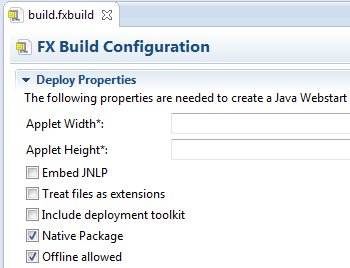 build.fxbuild
FX Build Configuration
Deploy Properties
The following properties are needed to create a Java Webstart
Applet Width*:
Applet Height*:
Embed JNLP
Treat files as extensions
Include deployment toolkit
Native Package
Offline allowed